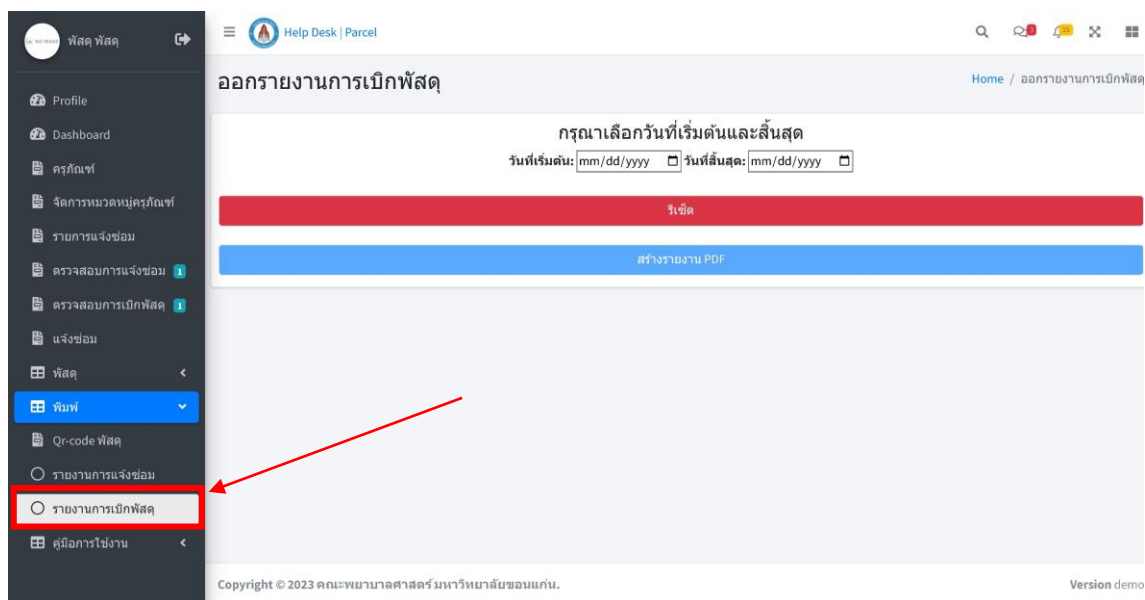 พัสดุ พัสดุ
Profile
Dashboard
ครุภัณฑ์
จัดการหมวดหมู่ครุภัณฑ์
รายการแจ้งซ่อม
ตรวจสอบการแจ้งซ่อม 1
ตรวจสอบการเบิกพัสดุ 1
แจ้งซ่อม
พัสดุ
พิมพ์
Qr-code พัสดุ
รายงานการแจ้งซ่อม
รายงานการเบิกพัสดุ
คู่มือการใช้งาน
Help Desk | Parcel
ออกรายงานการเบิกพัสดุ
Home / ออกรายงานการเบิกพัสดุ
กรุณาเลือกวันที่เริ่มต้นและสิ้นสุด
วันที่เริ่มต้น: mm/dd/yyyy วันที่สิ้นสุด: mm/dd/yyyy
รีเซ็ต
สร้างรายงาน PDF
Copyright © 2023 คณะพยาบาลศาสตร์ มหาวิทยาลัยขอนแก่น.
Version demo